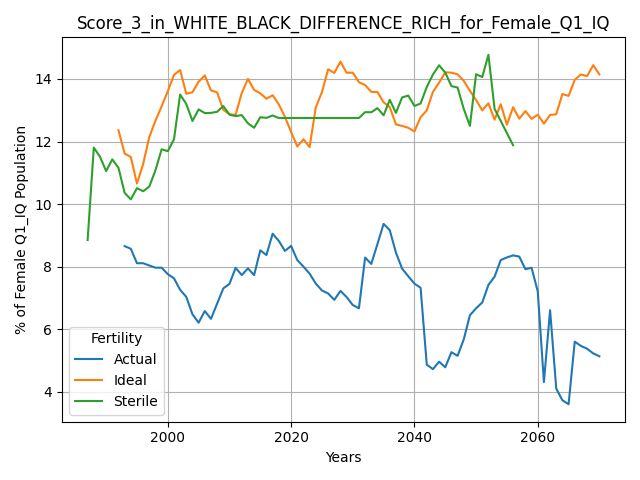 Score_3_in_WHITE_BLACK_DIFFERENCE_RICH_for_Female_Q1_IQ
% of Female Q1_IQ Population
14
12
10
8
6
4
Fertility
Actual
Ideal
Sterile
2000 2020 2040 2060
Years